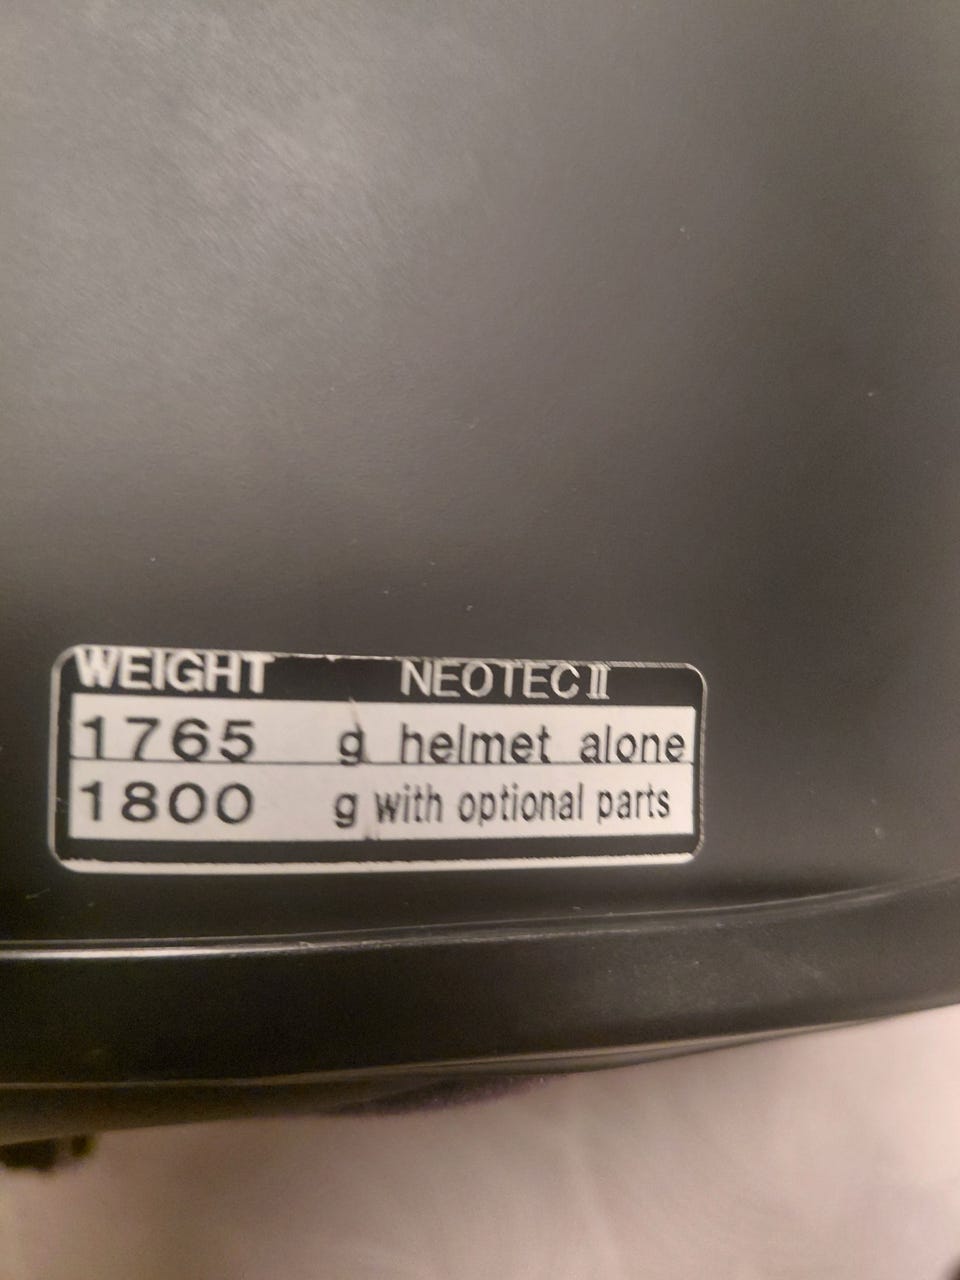 WEIGHT NEOTEC II
1765 g helmet alone
1800 g with optional parts